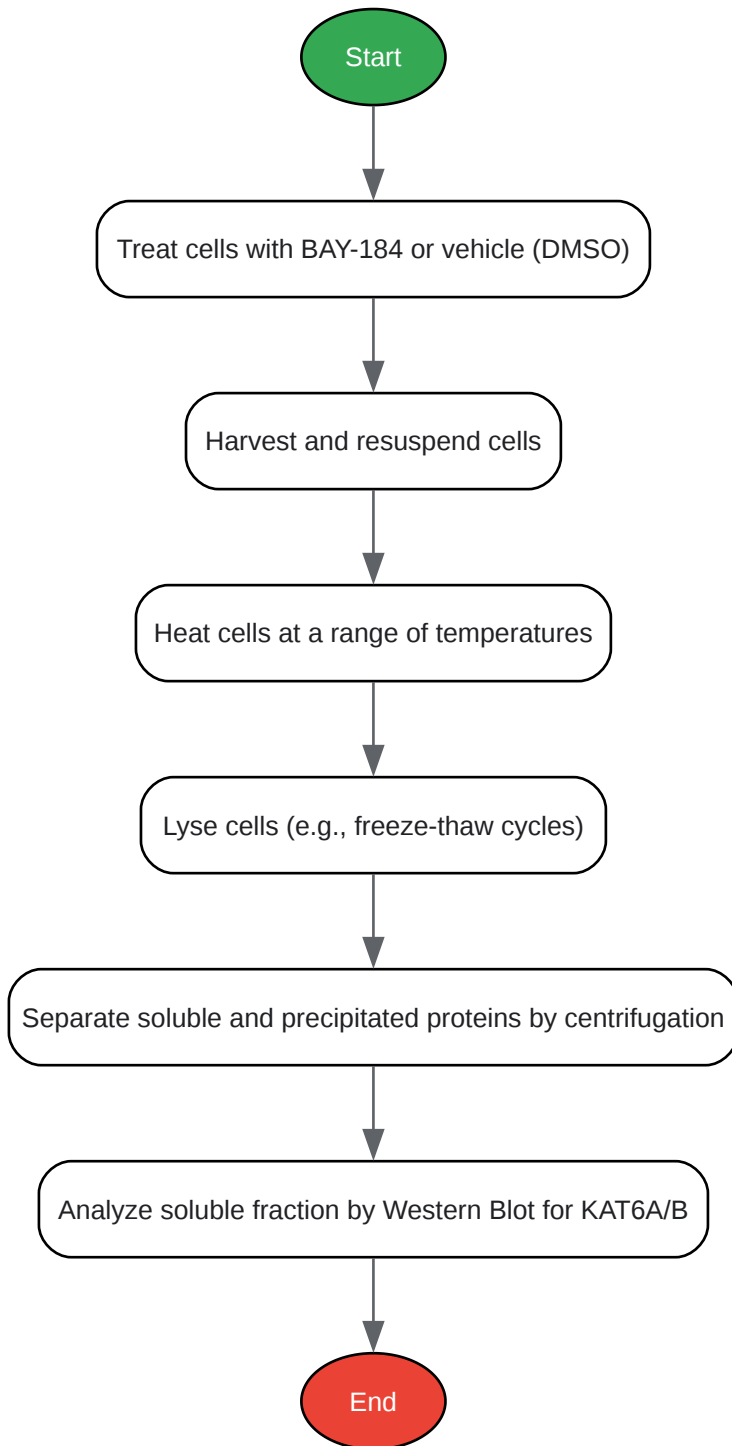 Start
Treat cells with BAY-184 or vehicle (DMSO)
Harvest and resuspend cells
Heat cells at a range of temperatures
Lyse cells (e.g., freeze-thaw cycles)
Separate soluble and precipitated proteins by centrifugation
Analyze soluble fraction by Western Blot for KAT6A/B
End